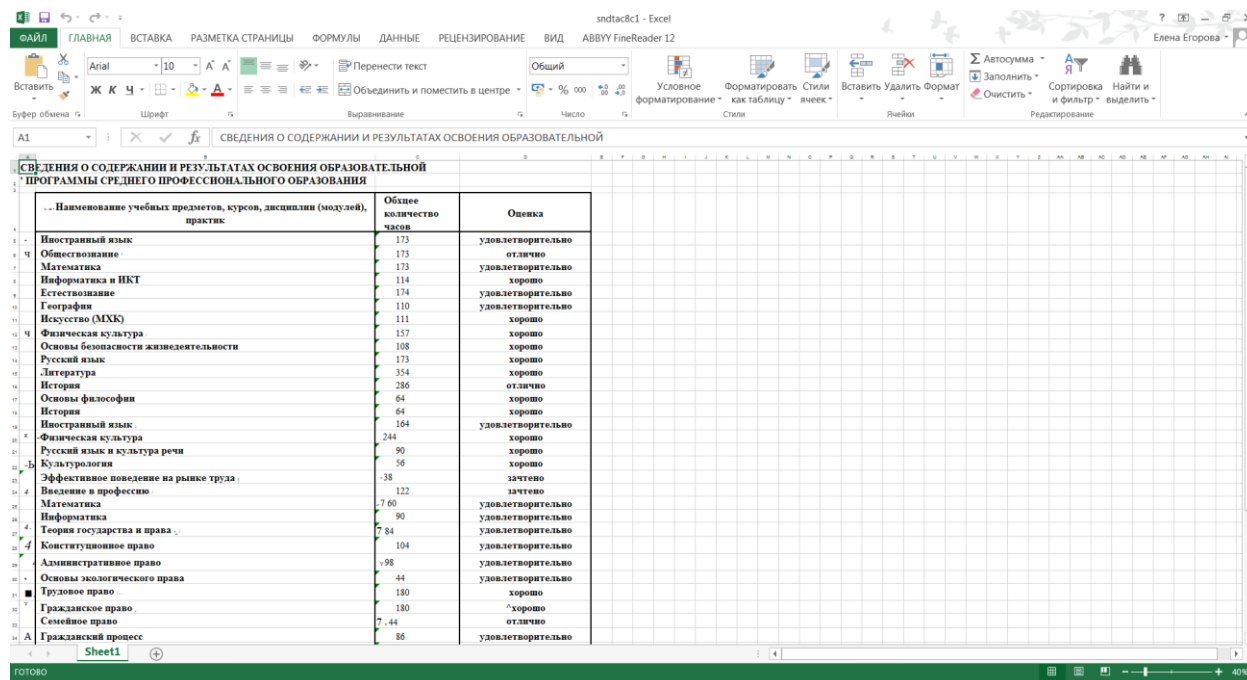 sndtac8c1 - Excel
ФАЙЛ ГЛАВНАЯ ВСТАВКА РАЗМЕТКА СТРАНИЦЫ ФОРМУЛЫ ДАННЫЕ РЕЦЕНЗИРОВАНИЕ ВИД ABBYY FineReader 12 Елена Егорова
Вставить
Arial 10
Ж К Ч
Перенести текст
Объединить и поместить в центре
Общий
% 000
Условное форматирование
Форматировать как таблицу
Стили ячеек
Вставить Удалить Формат
Автосумма
Заполнить
Очистить
Сортировка и фильтр
Найти и выделить
Буфер обмена Шрифт Выравнивание Число Стили Ячейки Редактирование
A1 fx СВЕДЕНИЯ О СОДЕРЖАНИИ И РЕЗУЛЬТАТАХ ОСВОЕНИЯ ОБРАЗОВАТЕЛЬНОЙ
СВЕДЕНИЯ О СОДЕРЖАНИИ И РЕЗУЛЬТАТАХ ОСВОЕНИЯ ОБРАЗОВАТЕЛЬНОЙ
' ПРОГРАММЫ СРЕДНЕГО ПРОФЕССИОНАЛЬНОГО ОБРАЗОВАНИЯ
Наименование учебных предметов, курсов, дисциплин (модулей), практик
Обхцее количество часов
Оценка
- Иностранный язык 173 удовлетворительно
ч Обществознание 173 отлично
Математика 173 удовлетворительно
Информатика и ИКТ 114 хорошо
Естествознание 174 удовлетворительно
География 110 удовлетворительно
Искусство (МХК) 111 хорошо
ч Физическая культура 157 хорошо
Основы безопасности жизнедеятельности 108 хорошо
Русский язык 173 хорошо
Литература 354 хорошо
История 286 отлично
Основы философии 64 хорошо
История 64 хорошо
Иностранный язык 164 удовлетворительно
-Физическая культура 244 хорошо
Русский язык и культура речи 90 хорошо
-Ь Культурология 56 хорошо
Эффективное поведение на рынке труда -38 зачтено
4 Введение в профессию 122 зачтено
Математика -7 60 удовлетворительно
Информатика 90 удовлетворительно
4. Теория государства и права 7 84 удовлетворительно
4 Конституционное право 104 удовлетворительно
Административное право 98 удовлетворительно
Основы экологического права 44 удовлетворительно
■ Трудовое право 180 хорошо
Гражданское право 180 ^хорошо
Семейное право 7 . 44 отлично
А Гражданский процесс 86 удовлетворительно
Sheet1
ГОТОВО 40%